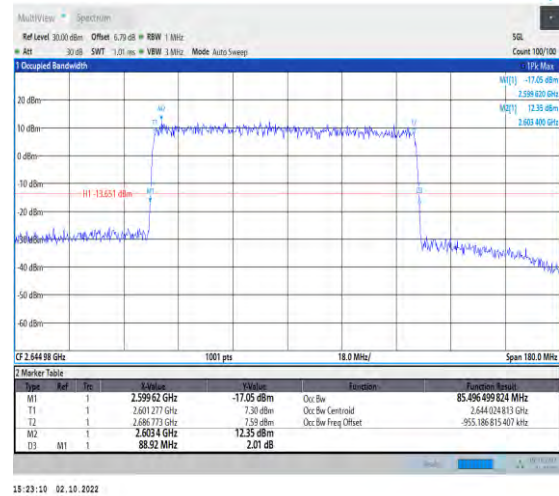 MultiView Spectrum
Ref Level 30.00 dBm Offset 6.79 dB RBW 1 MHz SGL
Att 30 dB SWT 1.01 ms VBW 3 MHz Mode Auto Sweep Count 100/100
1 Occupied Bandwidth 1Pk Max
M1[1] -17.05 dBm
2.599 620 GHz
M2[1] 12.35 dBm
2.603 400 GHz
20 dBm
10 dBm
0 dBm
-10 dBm
H1 -13.651 dBm
M1
-20 dBm
-30 dBm
-40 dBm
-50 dBm
-60 dBm
CF 2.644 98 GHz 1001 pts 18.0 MHz/ Span 180.0 MHz
2 Marker Table
Type Ref Trc X-Value Y-Value Function Function Result
M1 1 2.599 62 GHz -17.05 dBm Occ Bw 85.496 499 824 MHz
T1 1 2.601 277 GHz 7.30 dBm Occ Bw Centroid 2.644 024 813 GHz
T2 1 2.686 773 GHz 7.59 dBm Occ Bw Freq Offset -955.186 815 407 kHz
M2 1 2.603 4 GHz 12.35 dBm
D3 M1 1 88.92 MHz 2.01 dB
15:23:10 02.10.2022